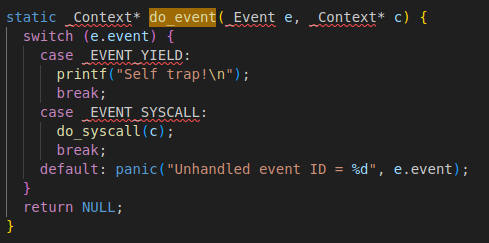 static _Context* do_event(_Event e, _Context* c) {
  switch (e.event) {
    case _EVENT_YIELD:
      printf("Self trap!\n");
      break;
    case _EVENT_SYSCALL:
      do_syscall(c);
      break;
    default: panic("Unhandled event ID = %d", e.event);
  }
  return NULL;
}